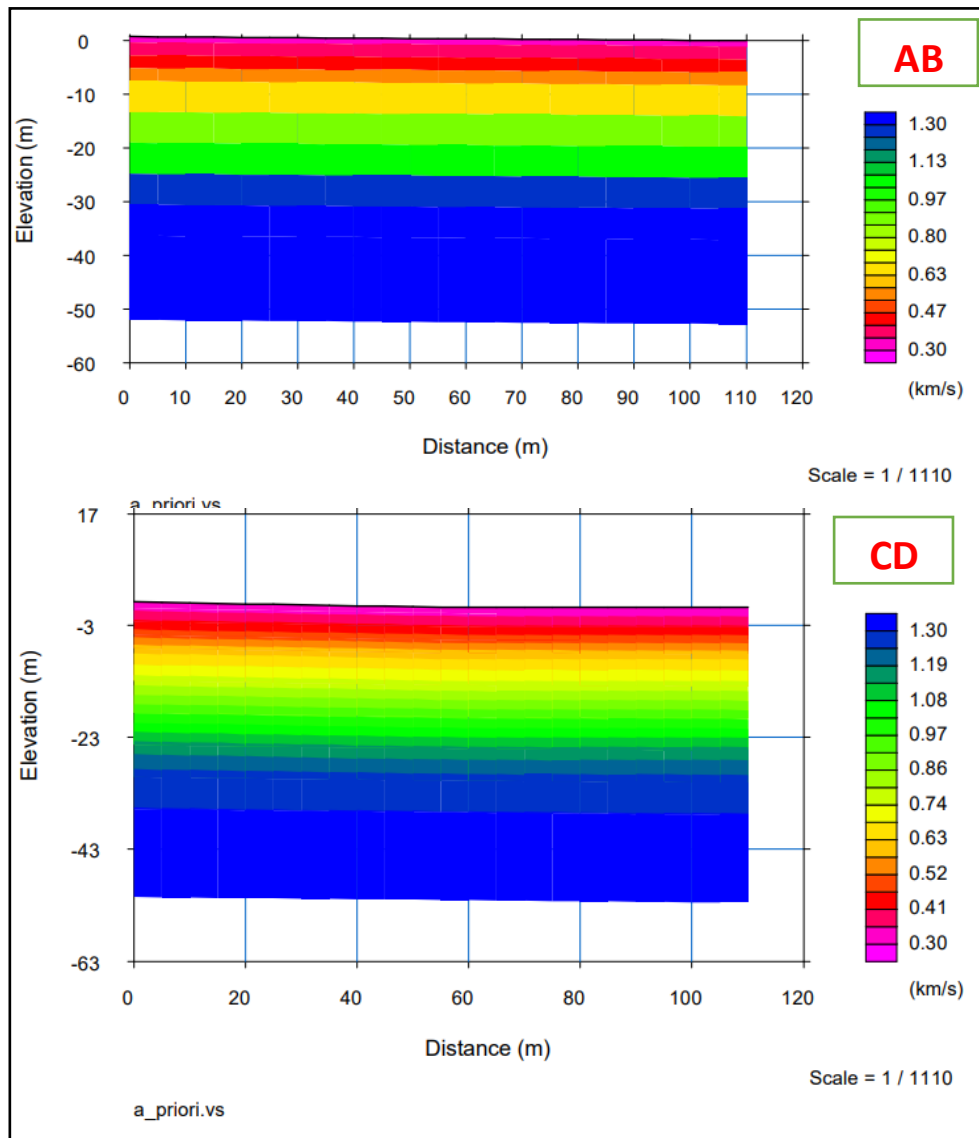 AB
0
-10
-20
-30
-40
-50
-60
Elevation (m)
0 10 20 30 40 50 60 70 80 90 100 110 120
Distance (m)
1.30
1.13
0.97
0.80
0.63
0.47
0.30
(km/s)
Scale = 1 / 1110
a_priori.vs
CD
17
-3
-23
-43
-63
Elevation (m)
0 20 40 60 80 100 120
Distance (m)
1.30
1.19
1.08
0.97
0.86
0.74
0.63
0.52
0.41
0.30
(km/s)
Scale = 1 / 1110
a_priori.vs